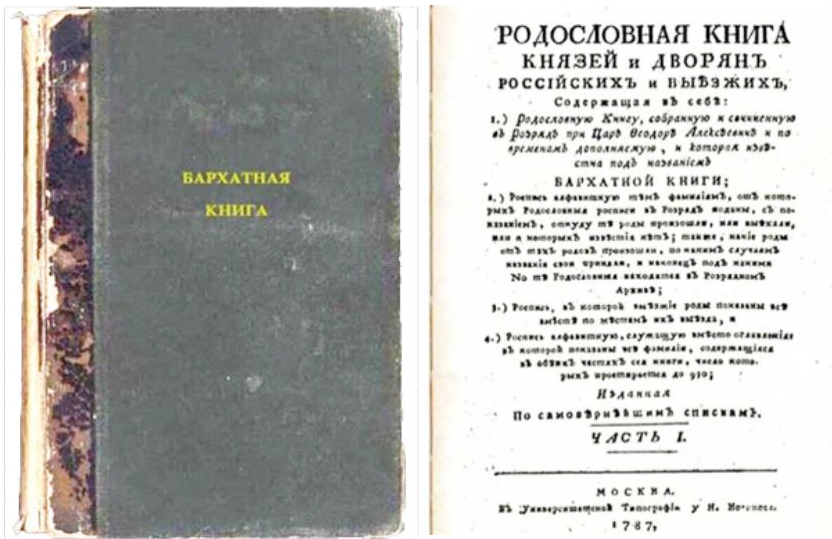 БАРХАТНАЯ
КНИГА
РОДОСЛОВНАЯ КНИГА
КНЯЗЕЙ и ДВОРЯНЪ
РОССІЙСКИХЪ и ВЫѢЗЖИХЪ,
Содержащая въ себѣ:
1.) Родословную Книгу, собранную и сочиненную
въ Розрядѣ при Царѣ Ѳеодорѣ Алексѣевичѣ и по
временамъ дополняемую, и которая извѣ-
стна подъ названіемъ
БАРХАТНОЙ КНИГИ;
2.) Роспись алфавитную тѣмъ фамиліямъ, отъ кото-
рыхъ Родословныя росписи въ Розрядъ поданы, съ по-
казаніемъ, откуду тѣ роды произошли, или выѣхали,
или о которыхъ извѣстія нѣтъ; также, какіе роды
отъ тѣхъ родовъ произошли, по какимъ случаямъ
названія свои приняли, и наконецъ подъ какими
No тѣ Родословныя находятся въ Розрядномъ
Архивѣ;
3.) Роспись, въ которой выѣзжіе роды показаны всѣ
вмѣстѣ по мѣстамъ ихъ выѣзда, и
4.) Роспись алфавитную, служащую вмѣсто оглавленія
въ которой показаны всѣ фамиліи, содержащіяся
въ обѣихъ частяхъ сея книги, число кото-
рыхъ простирается до 930;
Изданная
По самовѣрнѣйшимъ спискамъ.
ЧАСТЬ I.
МОСКВА.
Въ Университетской Типографіи у Н. Новикова.
1787,